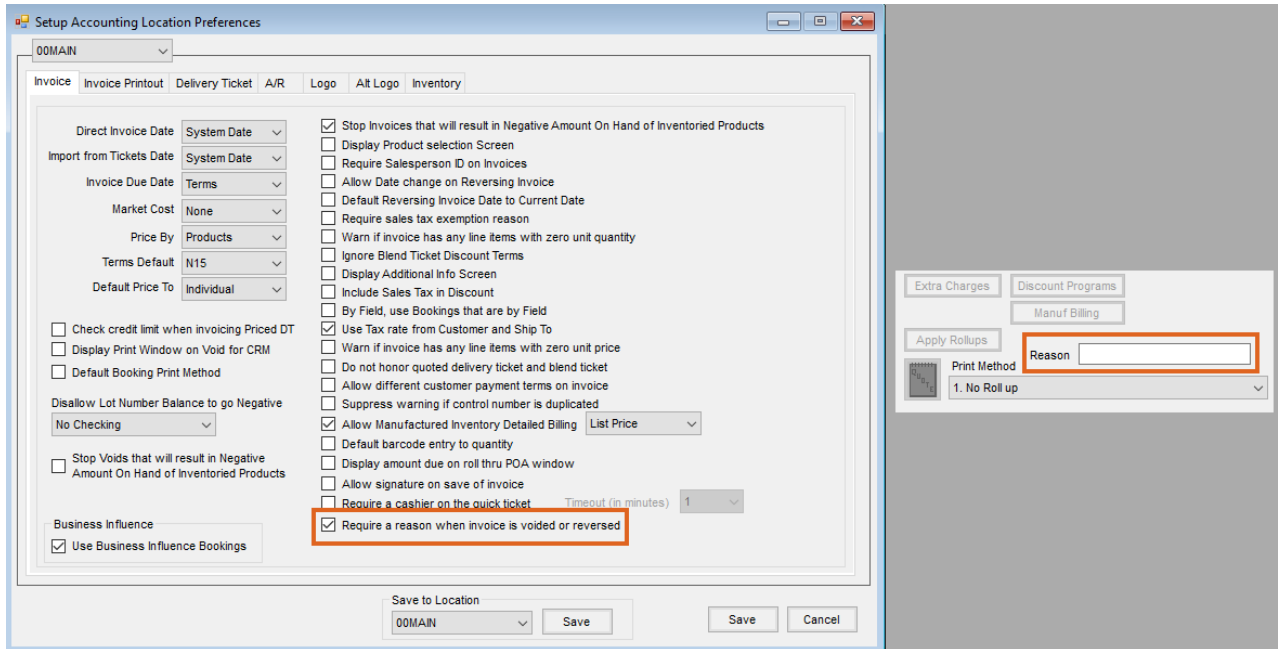 Setup Accounting Location Preferences
00MAIN
Invoice Invoice Printout Delivery Ticket A/R Logo Alt Logo Inventory
Direct Invoice Date System Date
Import from Tickets Date System Date
Invoice Due Date Terms
Market Cost None
Price By Products
Terms Default N15
Default Price To Individual
Check credit limit when invoicing Priced DT
Display Print Window on Void for CRM
Default Booking Print Method
Disallow Lot Number Balance to go Negative
No Checking
Stop Voids that will result in Negative
Amount On Hand of Inventoried Products
Business Influence
Use Business Influence Bookings
Stop Invoices that will result in Negative Amount On Hand of Inventoried Products
Display Product selection Screen
Require Salesperson ID on Invoices
Allow Date change on Reversing Invoice
Default Reversing Invoice Date to Current Date
Require sales tax exemption reason
Warn if invoice has any line items with zero unit quantity
Ignore Blend Ticket Discount Terms
Display Additional Info Screen
Include Sales Tax in Discount
By Field, use Bookings that are by Field
Use Tax rate from Customer and Ship To
Warn if invoice has any line items with zero unit price
Do not honor quoted delivery ticket and blend ticket
Allow different customer payment terms on invoice
Suppress warning if control number is duplicated
Allow Manufactured Inventory Detailed Billing List Price
Default barcode entry to quantity
Display amount due on roll thru POA window
Allow signature on save of invoice
Require a cashier on the quick ticket Timeout (in minutes) 1
Require a reason when invoice is voided or reversed
Save to Location
00MAIN Save
Save Cancel
Extra Charges Discount Programs
Manuf Billing
Apply Rollups
Reason
QUOTE
Print Method
1. No Roll up